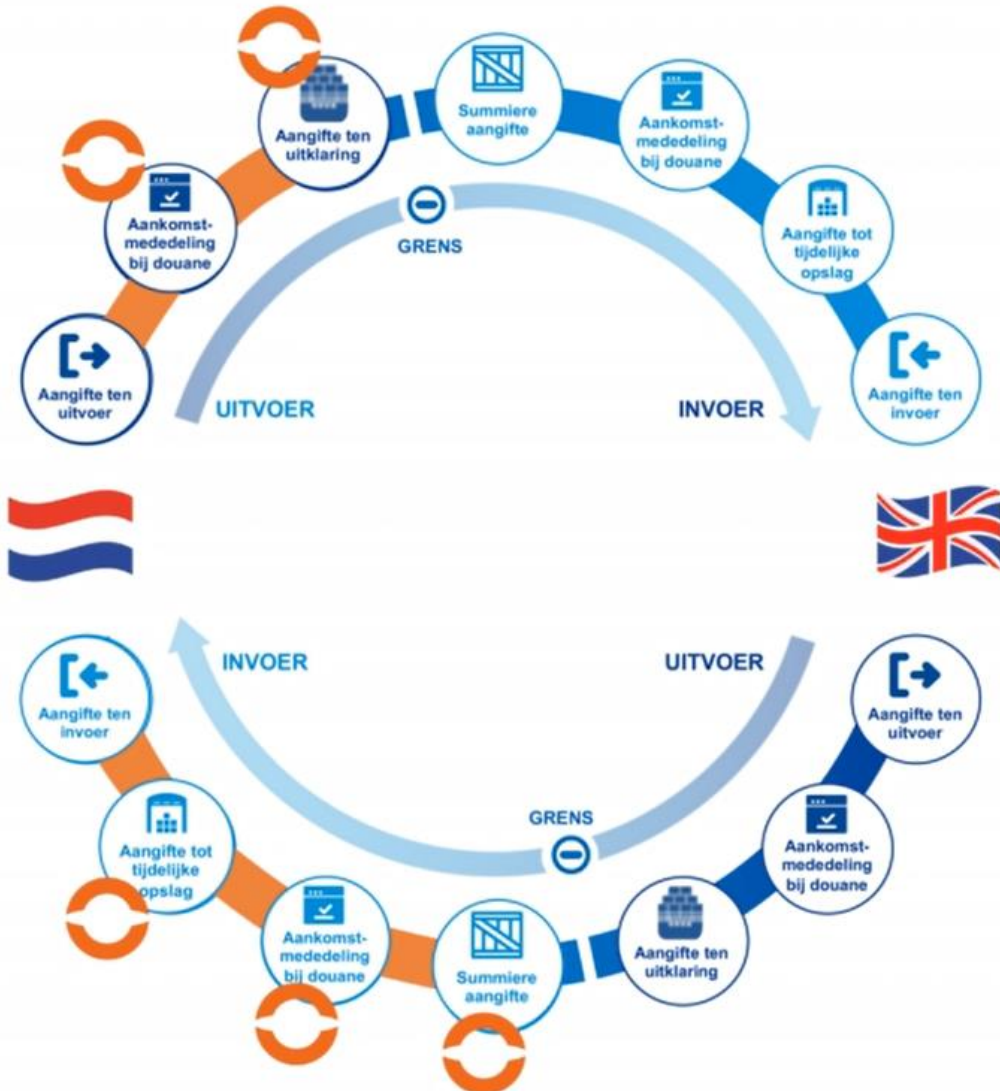 Summiere
aangifte
Aangifte ten
uitklaring
Aankomst-
mededeling
bij douane
Aankomst-
mededeling
bij douane
Aangifte tot
tijdelijke
opslag
GRENS
Aangifte ten
uitvoer
Aangifte ten
invoer
UITVOER
INVOER
INVOER
UITVOER
Aangifte ten
invoer
Aangifte ten
uitvoer
GRENS
Aangifte tot
tijdelijke
opslag
Aankomst-
mededeling
bij douane
Aankomst-
mededeling
bij douane
Summiere
aangifte
Aangifte ten
uitklaring